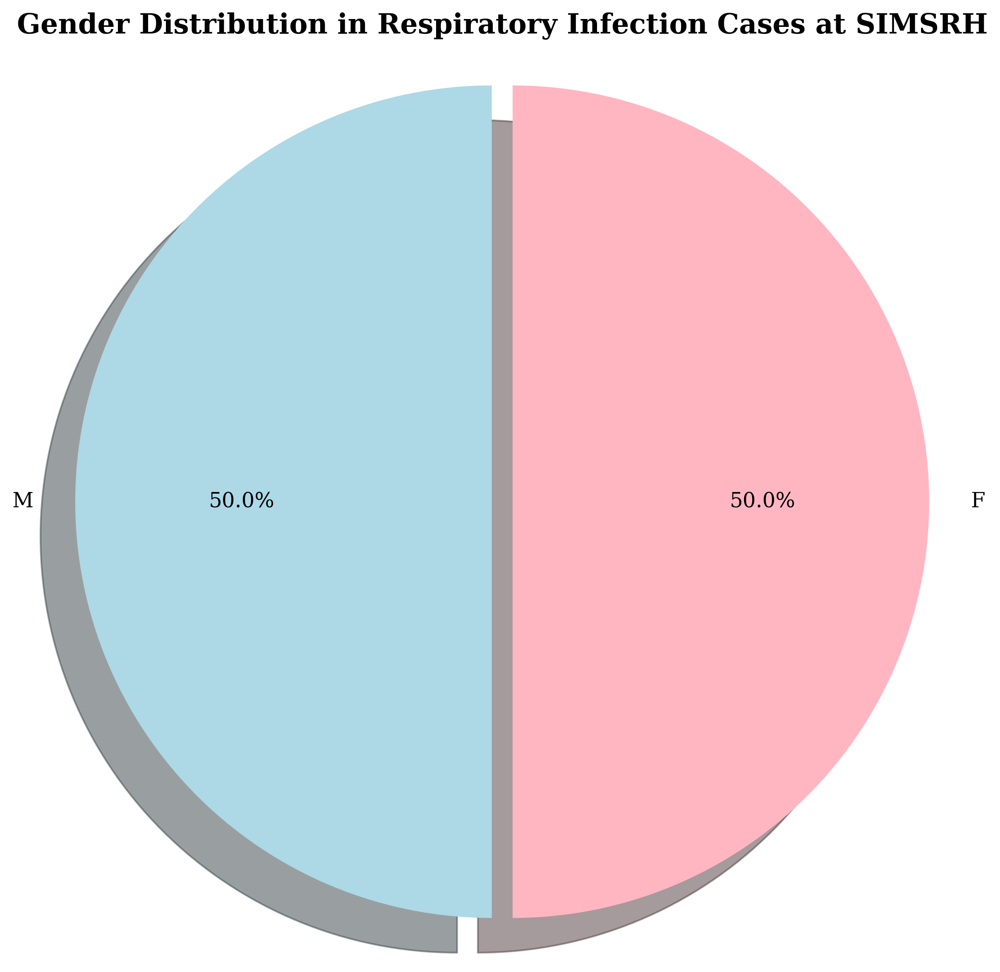 Gender Distribution in Respiratory Infection Cases at SIMSRH
M
50.0%
50.0%
F